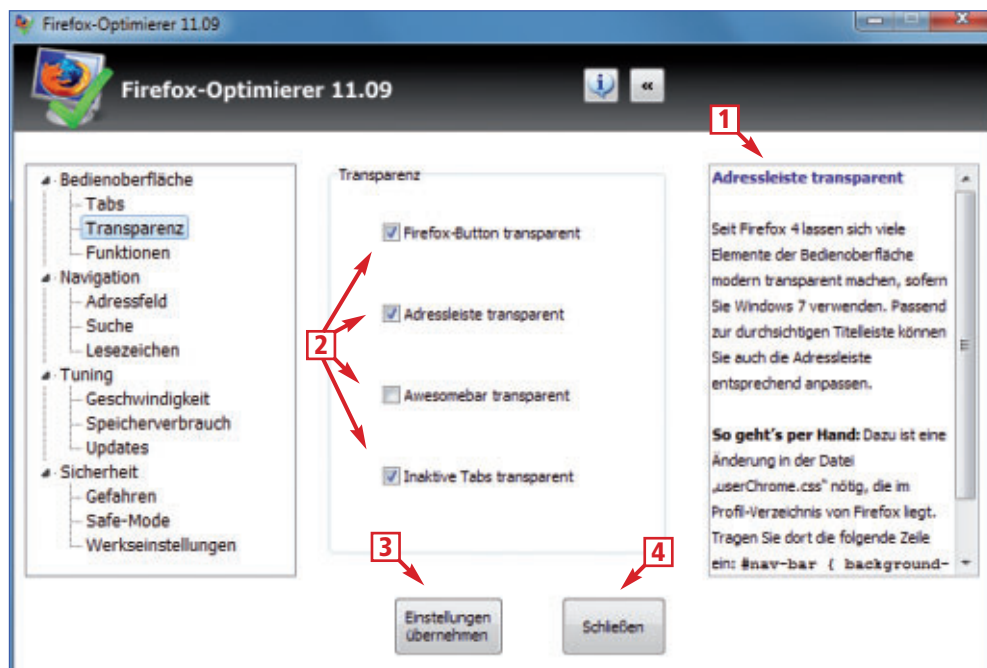 Firefox-Optimierer 11.09
Firefox-Optimierer 11.09
1
Bedienoberfläche
Tabs
Transparenz
Funktionen
Navigation
Adressfeld
Suche
Lesezeichen
Tuning
Geschwindigkeit
Speicherverbrauch
Updates
Sicherheit
Gefahren
Safe-Mode
Werkseinstellungen
Transparenz
Firefox-Button transparent
Adressleiste transparent
2
Awesomebar transparent
Inaktive Tabs transparent
3
4
Einstellungen
übernehmen
Schließen
Adressleiste transparent
Seit Firefox 4 lassen sich viele
Elemente der Bedienoberfläche
modern transparent machen, sofern
Sie Windows 7 verwenden. Passend
zur durchsichtigen Titelleiste können
Sie auch die Adressleiste
entsprechend anpassen.
So geht's per Hand: Dazu ist eine
Änderung in der Datei
„userChrome.css" nötig, die im
Profil-Verzeichnis von Firefox liegt.
Tragen Sie dort die folgende Zeile
ein: #nav-bar { background-